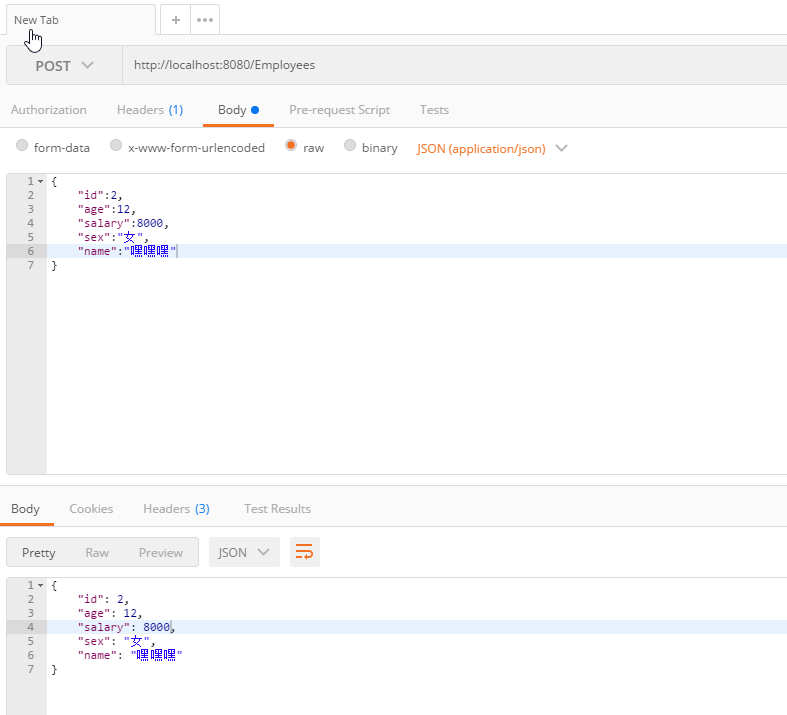 New Tab + •••
POST http://localhost:8080/Employees
Authorization Headers (1) Body Pre-request Script Tests
form-data x-www-form-urlencoded raw binary JSON (application/json)
1 {
2 "id":2,
3 "age":12,
4 "salary":8000,
5 "sex":"女",
6 "name":"嘿嘿嘿"
7 }
Body Cookies Headers (3) Test Results
Pretty Raw Preview JSON
1 {
2 "id": 2,
3 "age": 12,
4 "salary": 8000,
5 "sex": "女",
6 "name": "嘿嘿嘿"
7 }